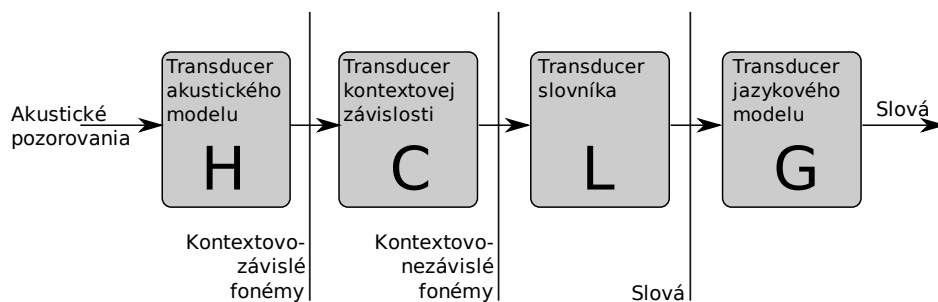 Akustické
pozorovania
Transducer
akustického
modelu
H
Transducer
kontextovej
závislosti
C
Transducer
slovníka
L
Transducer
jazykového
modelu
G
Slová
Kontextovo-
závislé
fonémy
Kontextovo-
nezávislé
fonémy
Slová